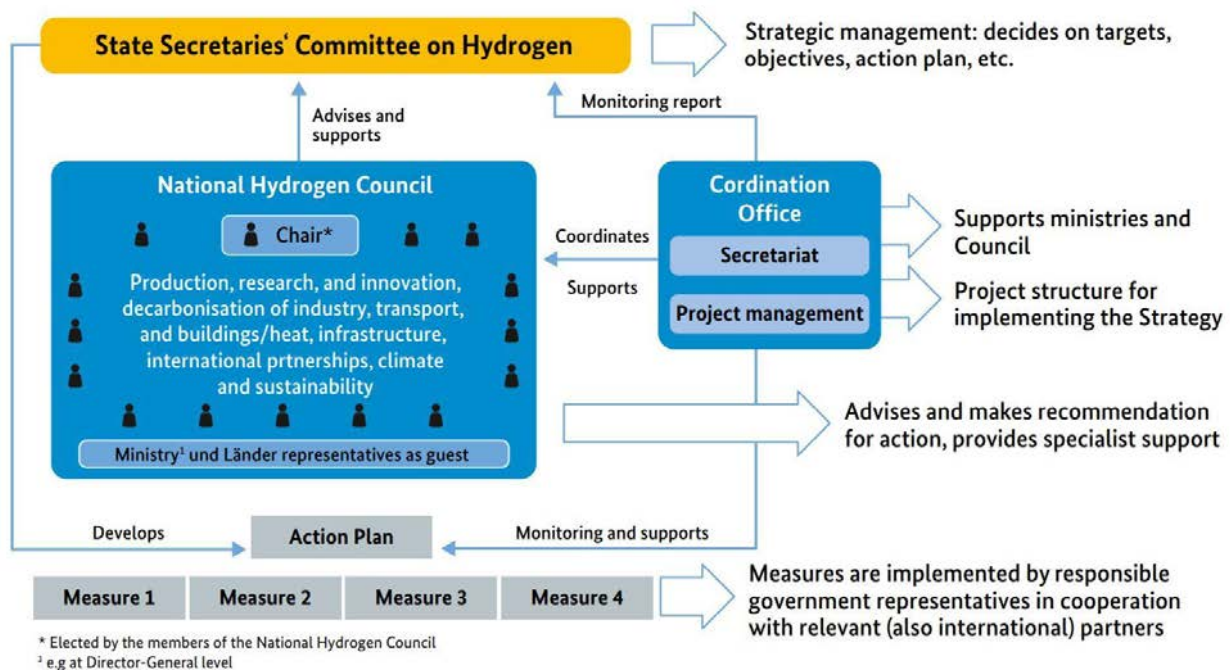 State Secretaries‘ Committee on Hydrogen
Strategic management: decides on targets,
objectives, action plan, etc.
Advises and
supports
Monitoring report
National Hydrogen Council
Chair*
Production, research, and innovation,
decarbonisation of industry, transport,
and buildings/heat, infrastructure,
international prtnerships, climate
and sustainability
Ministry¹ und Länder representatives as guest
Coordinates
Supports
Cordination
Office
Secretariat
Project management
Supports ministries and
Council
Project structure for
implementing the Strategy
Advises and makes recommendation
for action, provides specialist support
Develops
Action Plan
Monitoring and supports
Measure 1
Measure 2
Measure 3
Measure 4
Measures are implemented by responsible
government representatives in cooperation
with relevant (also international) partners
* Elected by the members of the National Hydrogen Council
¹ e.g at Director-General level